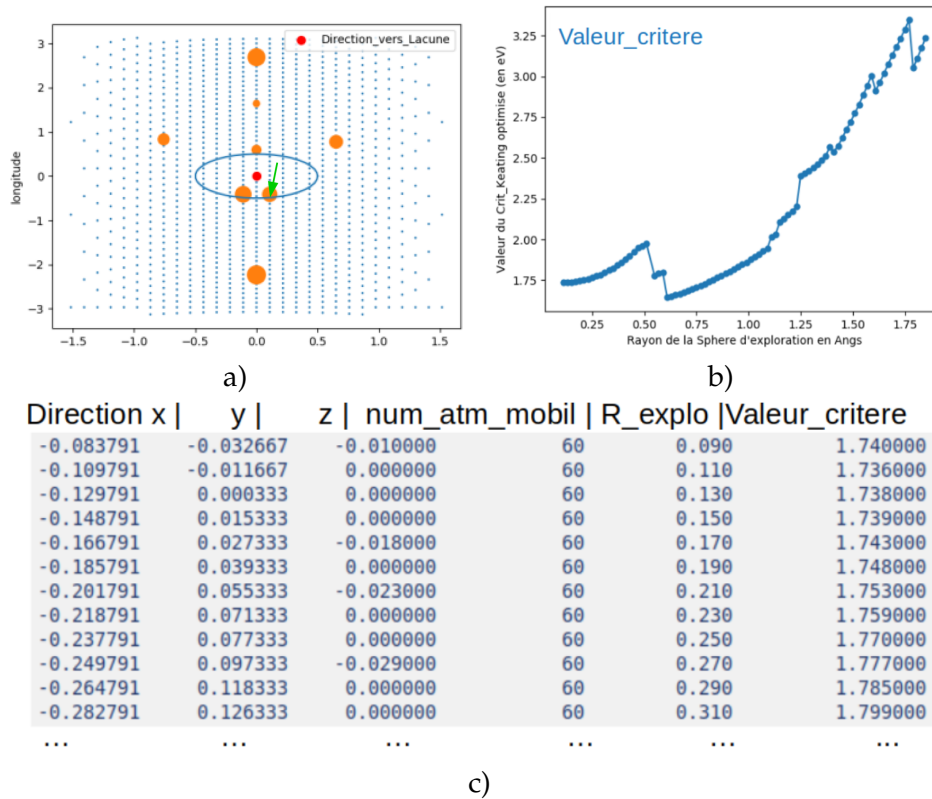 Direction_vers_Lacune
longitude
3
2
1
0
−1
−2
−3
−1.5 −1.0 −0.5 0.0 0.5 1.0 1.5
a)
Valeur_critere
Valeur du Crit_Keating optimise (en eV)
3.25
3.00
2.75
2.50
2.25
2.00
1.75
0.25 0.50 0.75 1.00 1.25 1.50 1.75
Rayon de la Sphere d'exploration en Angs
b)
Direction x | y | z | num_atm_mobil | R_explo |Valeur_critere
-0.083791 -0.032667 -0.010000 60 0.090 1.740000
-0.109791 -0.011667 0.000000 60 0.110 1.736000
-0.129791 0.000333 0.000000 60 0.130 1.738000
-0.148791 0.015333 0.000000 60 0.150 1.739000
-0.166791 0.027333 -0.018000 60 0.170 1.743000
-0.185791 0.039333 0.000000 60 0.190 1.748000
-0.201791 0.055333 -0.023000 60 0.210 1.753000
-0.218791 0.071333 0.000000 60 0.230 1.759000
-0.237791 0.077333 0.000000 60 0.250 1.770000
-0.249791 0.097333 -0.029000 60 0.270 1.777000
-0.264791 0.118333 0.000000 60 0.290 1.785000
-0.282791 0.126333 0.000000 60 0.310 1.799000
... ... ... ... ... ...
c)